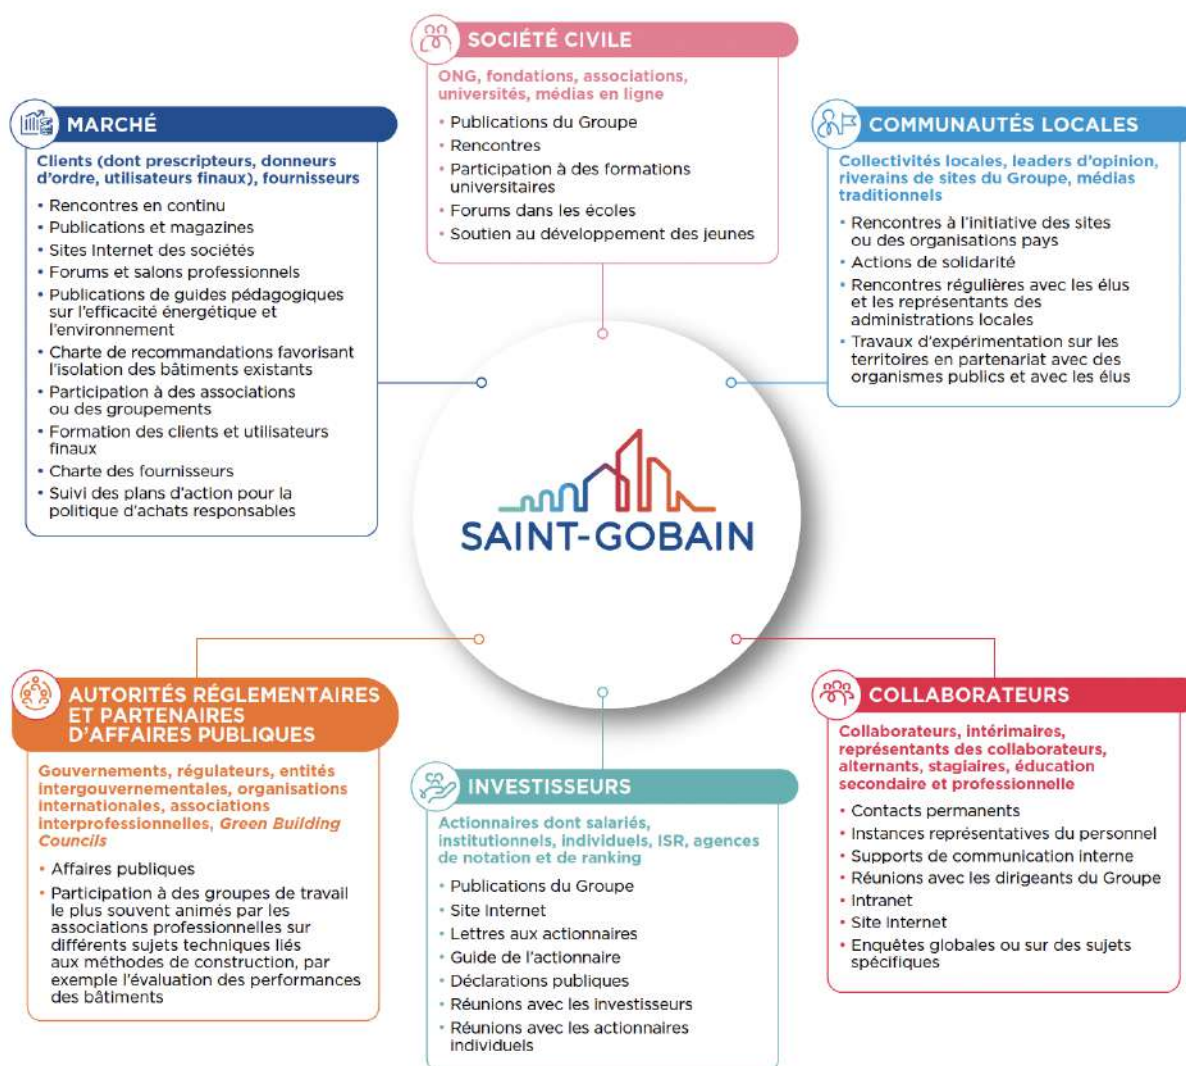 SOCIÉTÉ CIVILE
ONG, fondations, associations,
universités, médias en ligne
• Publications du Groupe
• Rencontres
• Participation à des formations
universitaires
• Forums dans les écoles
• Soutien au développement des jeunes
MARCHÉ
Clients (dont prescripteurs, donneurs
d'ordre, utilisateurs finaux), fournisseurs
• Rencontres en continu
• Publications et magazines
• Sites Internet des sociétés
• Forums et salons professionnels
• Publications de guides pédagogiques
sur l'efficacité énergétique et
l'environnement
• Charte de recommandations favorisant
l'isolation des bâtiments existants
• Participation à des associations
ou des groupements
• Formation des clients et utilisateurs
finaux
• Charte des fournisseurs
• Suivi des plans d'action pour la
politique d'achats responsables
COMMUNAUTÉS LOCALES
Collectivités locales, leaders d'opinion,
riverains de sites du Groupe, médias
traditionnels
• Rencontres à l'initiative des sites
ou des organisations pays
• Actions de solidarité
• Rencontres régulières avec les élus
et les représentants des
administrations locales
• Travaux d'expérimentation sur les
territoires en partenariat avec des
organismes publics et avec les élus
SAINT-GOBAIN
AUTORITÉS RÉGLEMENTAIRES
ET PARTENAIRES
D'AFFAIRES PUBLIQUES
Gouvernements, régulateurs, entités
intergouvernementales, organisations
internationales, associations
interprofessionnelles, Green Building
Councils
• Affaires publiques
• Participation à des groupes de travail
le plus souvent animés par les
associations professionnelles sur
différents sujets techniques liés
aux méthodes de construction, par
exemple l'évaluation des performances
des bâtiments
INVESTISSEURS
Actionnaires dont salariés,
institutionnels, individuels, ISR, agences
de notation et de ranking
• Publications du Groupe
• Site Internet
• Lettres aux actionnaires
• Guide de l'actionnaire
• Déclarations publiques
• Réunions avec les investisseurs
• Réunions avec les actionnaires
individuels
COLLABORATEURS
Collaborateurs, intérimaires,
représentants des collaborateurs,
alternants, stagiaires, éducation
secondaire et professionnelle
• Contacts permanents
• Instances représentatives du personnel
• Supports de communication interne
• Réunions avec les dirigeants du Groupe
• Intranet
• Site Internet
• Enquêtes globales ou sur des sujets
spécifiques